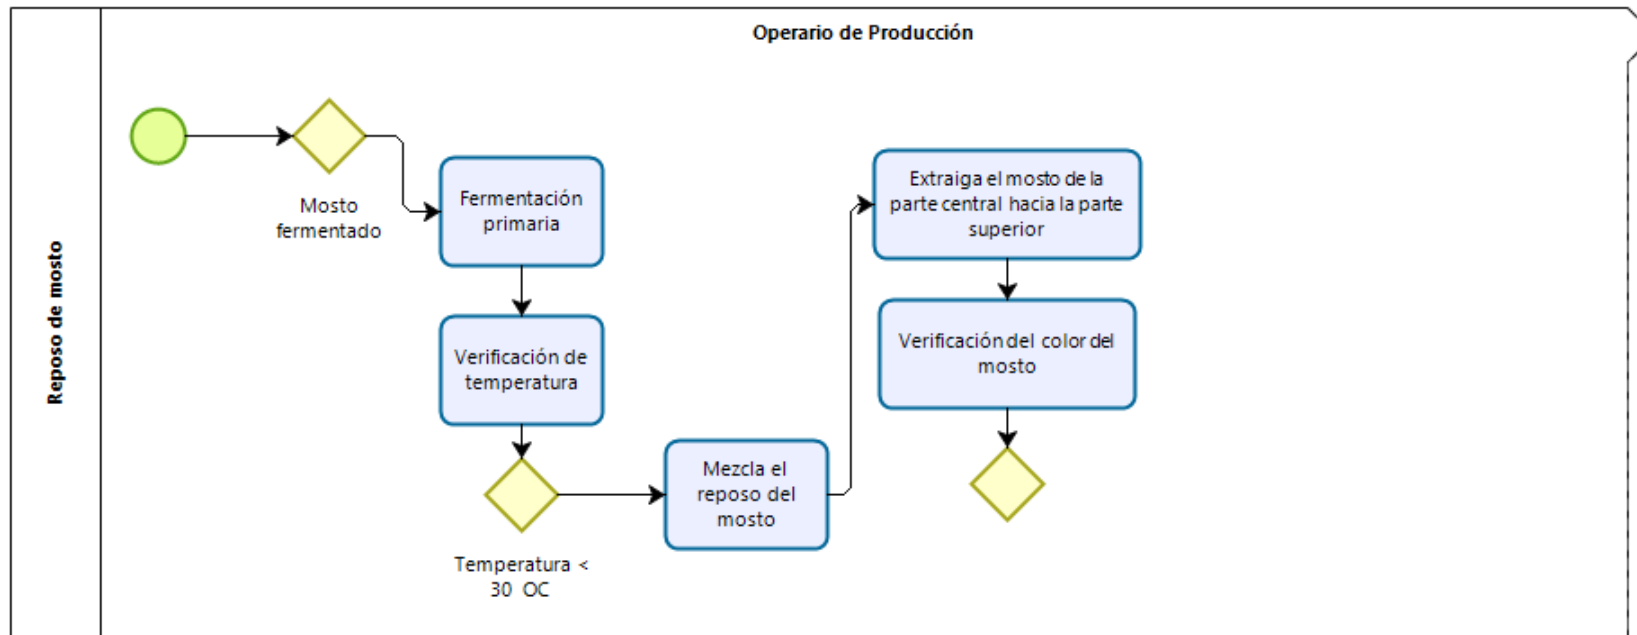 Operario de Producción
Reposo de mosto
Mosto
fermentado
Fermentación
primaria
Verificación de
temperatura
Temperatura <
30 OC
Mezcla el
reposo del
mosto
Extraiga el mosto de la
parte central hacia la parte
superior
Verificación del color del
mosto